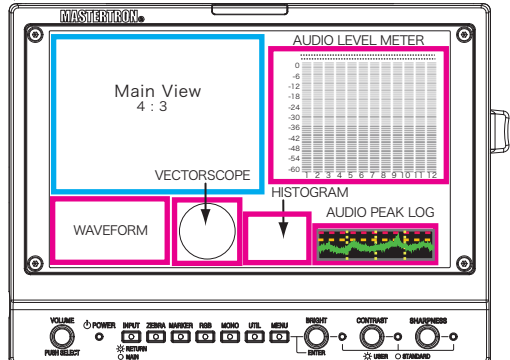 MASTERTRON®
AUDIO LEVEL METER
Main View
4 : 3
0
-6
-12
-18
-24
-30
-36
-42
-48
-54
-60
1 2 3 4 5 6 7 8 9 10 11 12
VECTORSCOPE
HISTOGRAM
WAVEFORM
AUDIO PEAK LOG
VOLUME
PUSH SELECT
POWER
INPUT
ZEBRA
MARKER
RGB
MONO
UTIL
MENU
RETURN
MAIN
BRIGHT
ENTER
CONTRAST
SHARPNESS
USER
STANDARD